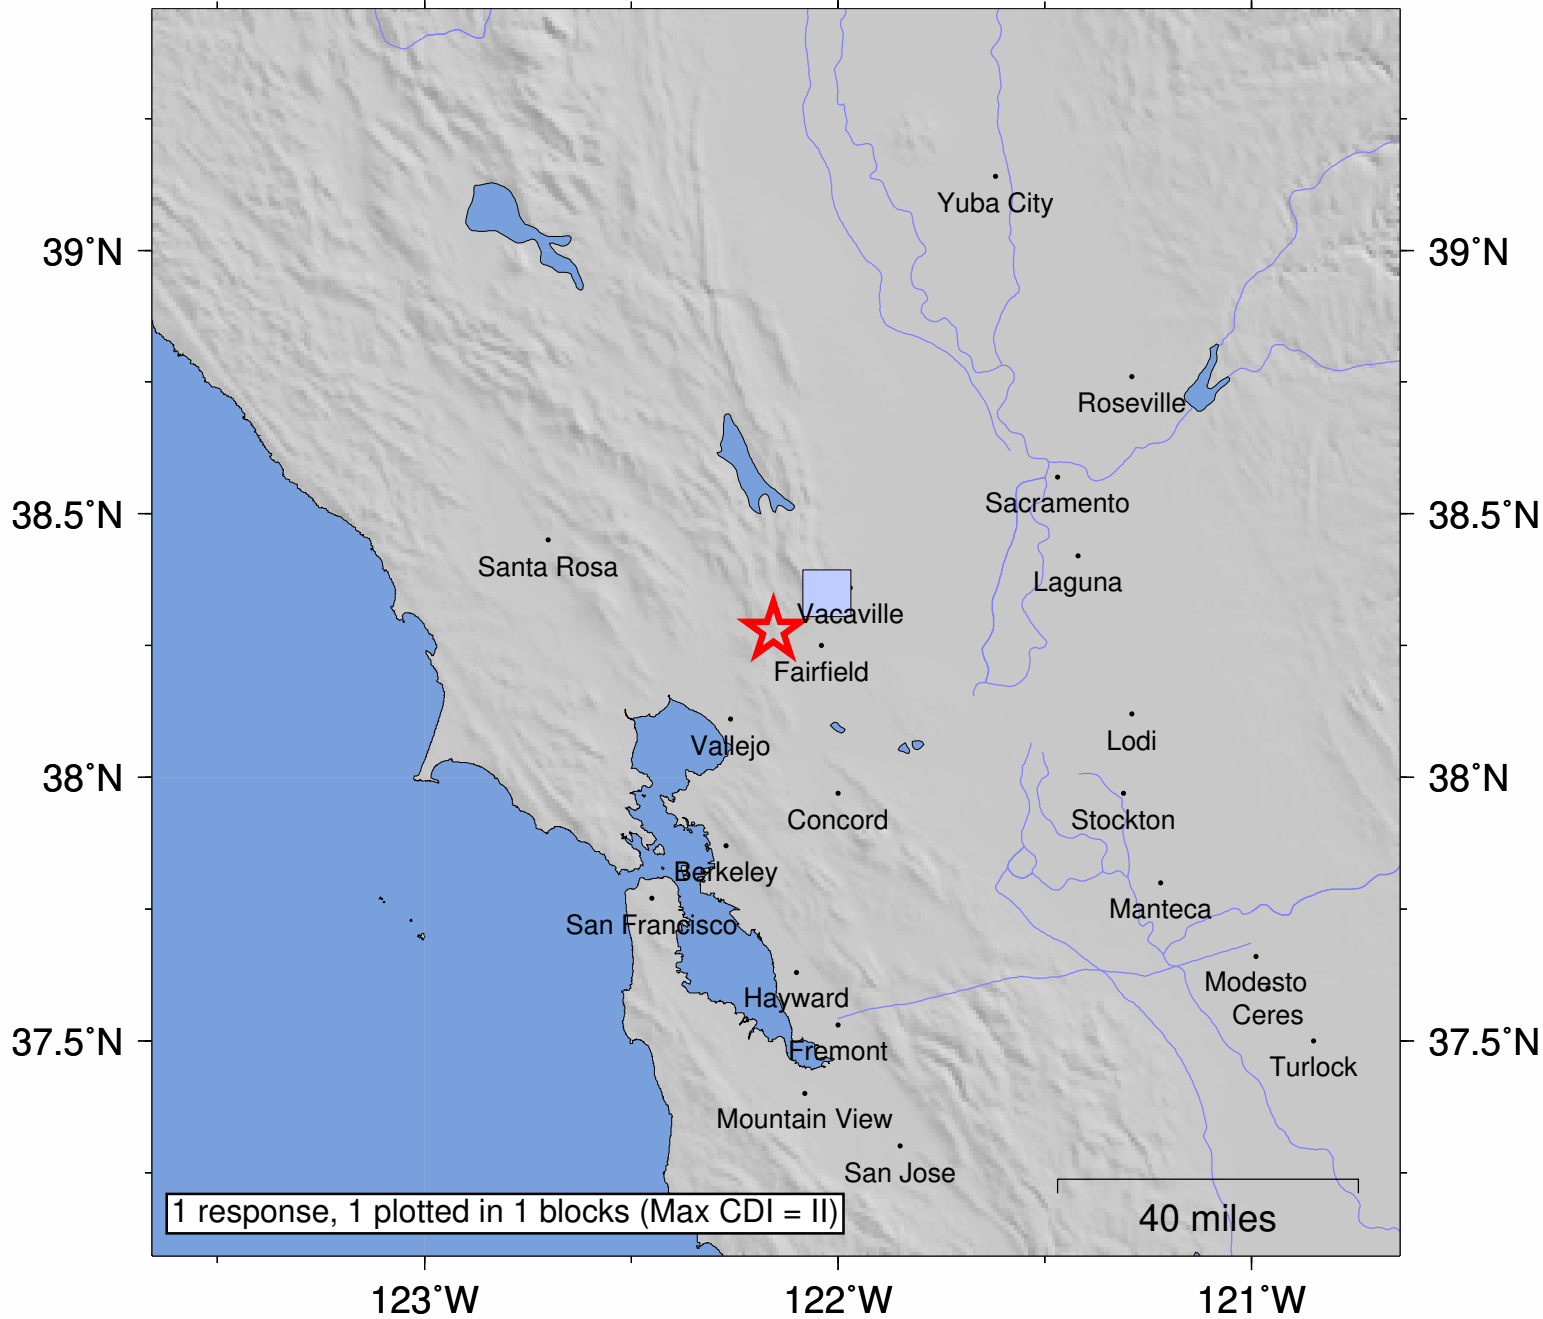 Yuba City
39°N
39°N
Roseville
Sacramento
38.5°N
38.5°N
Santa Rosa
Laguna
Vacaville
Fairfield
Vallejo
Lodi
38°N
38°N
Concord
Stockton
Berkeley
Manteca
San Francisco
Modesto
Hayward
Ceres
37.5°N
37.5°N
Fremont
Turlock
Mountain View
San Jose
1 response, 1 plotted in 1 blocks (Max CDI = II)
40 miles
123°W
122°W
121°W